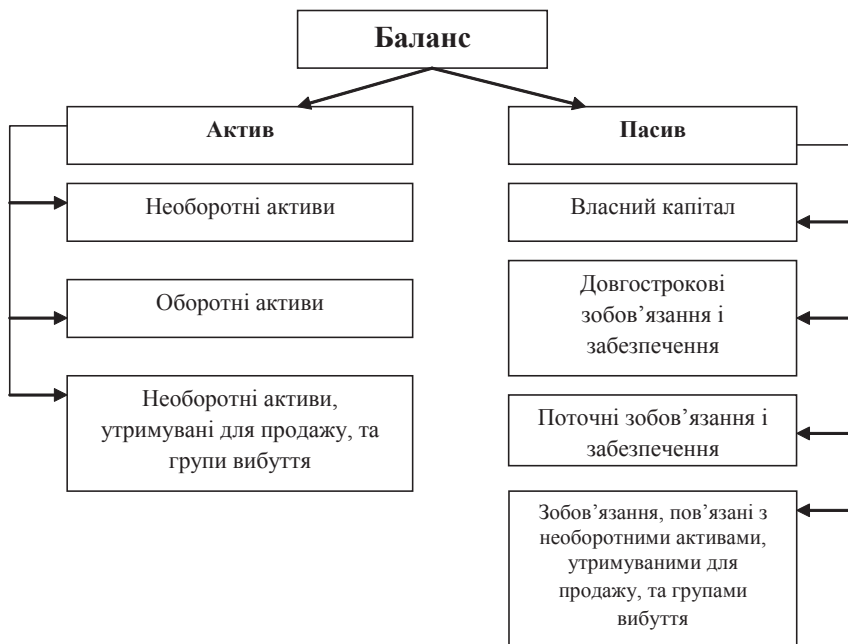 Баланс
Актив
Необоротні активи
Оборотні активи
Необоротні активи,
утримувані для продажу, та
групи вибуття
Пасив
Власний капітал
Довгострокові
зобов’язання і
забезпечення
Поточні зобов’язання і
забезпечення
Зобов’язання, пов’язані з
необоротними активами,
утримуваними для
продажу, та групами
вибуття